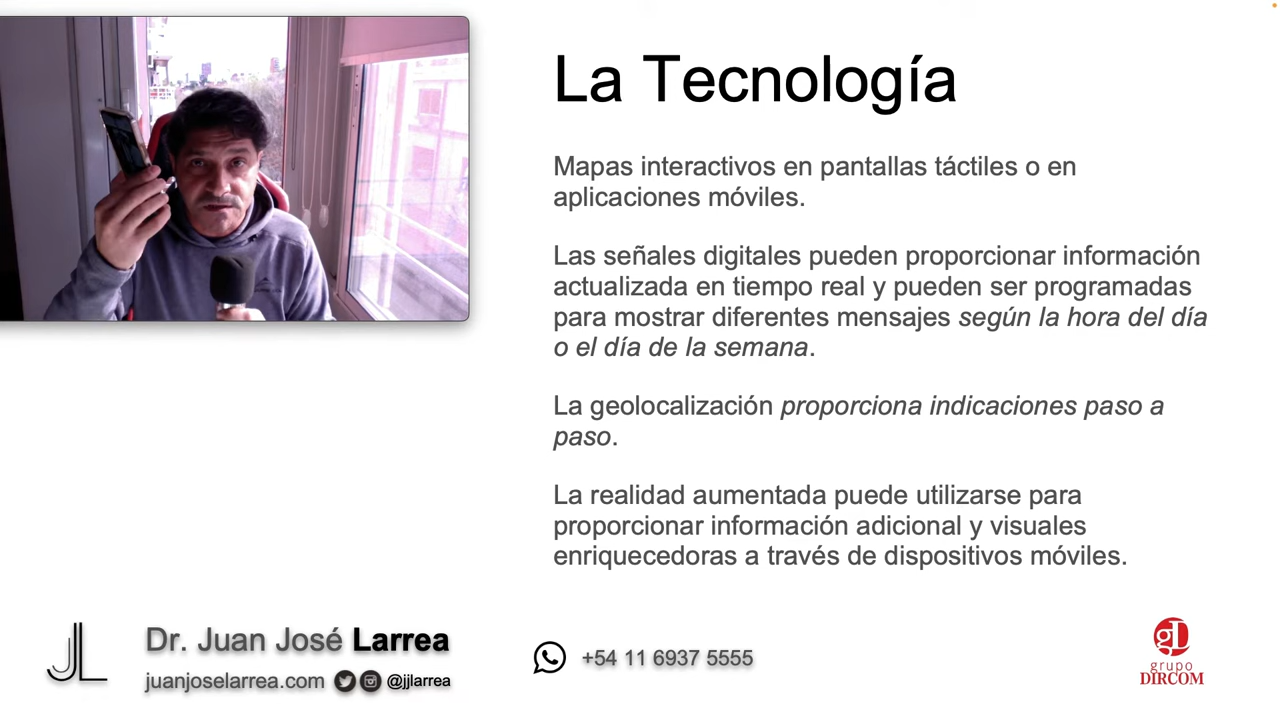 La Tecnología
Mapas interactivos en pantallas táctiles o en
aplicaciones móviles.
Las señales digitales pueden proporcionar información
actualizada en tiempo real y pueden ser programadas
para mostrar diferentes mensajes según la hora del día
o el día de la semana.
La geolocalización proporciona indicaciones paso a
paso.
La realidad aumentada puede utilizarse para
proporcionar información adicional y visuales
enriquecedoras a través de dispositivos móviles.
JL
Dr. Juan José Larrea
juanjoselarrea.com @jjlarrea
+54 11 6937 5555
gD
grupo
DIRCOM